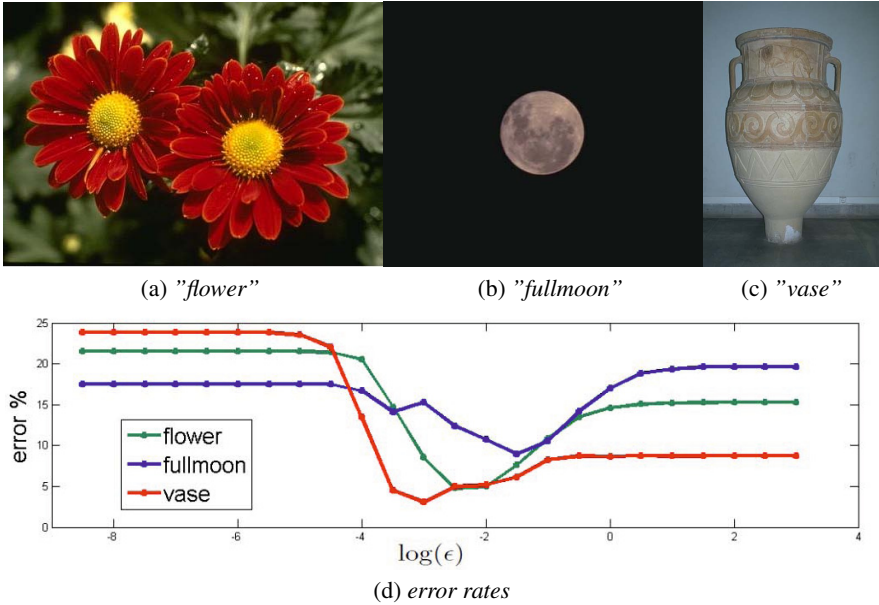 (a) ”flower”
(b) ”fullmoon”
(c) ”vase”
25
20
15
10
5
0
error %
flower
fullmoon
vase
-8 -6 -4 -2 0 2 4
log(ϵ)
(d) error rates